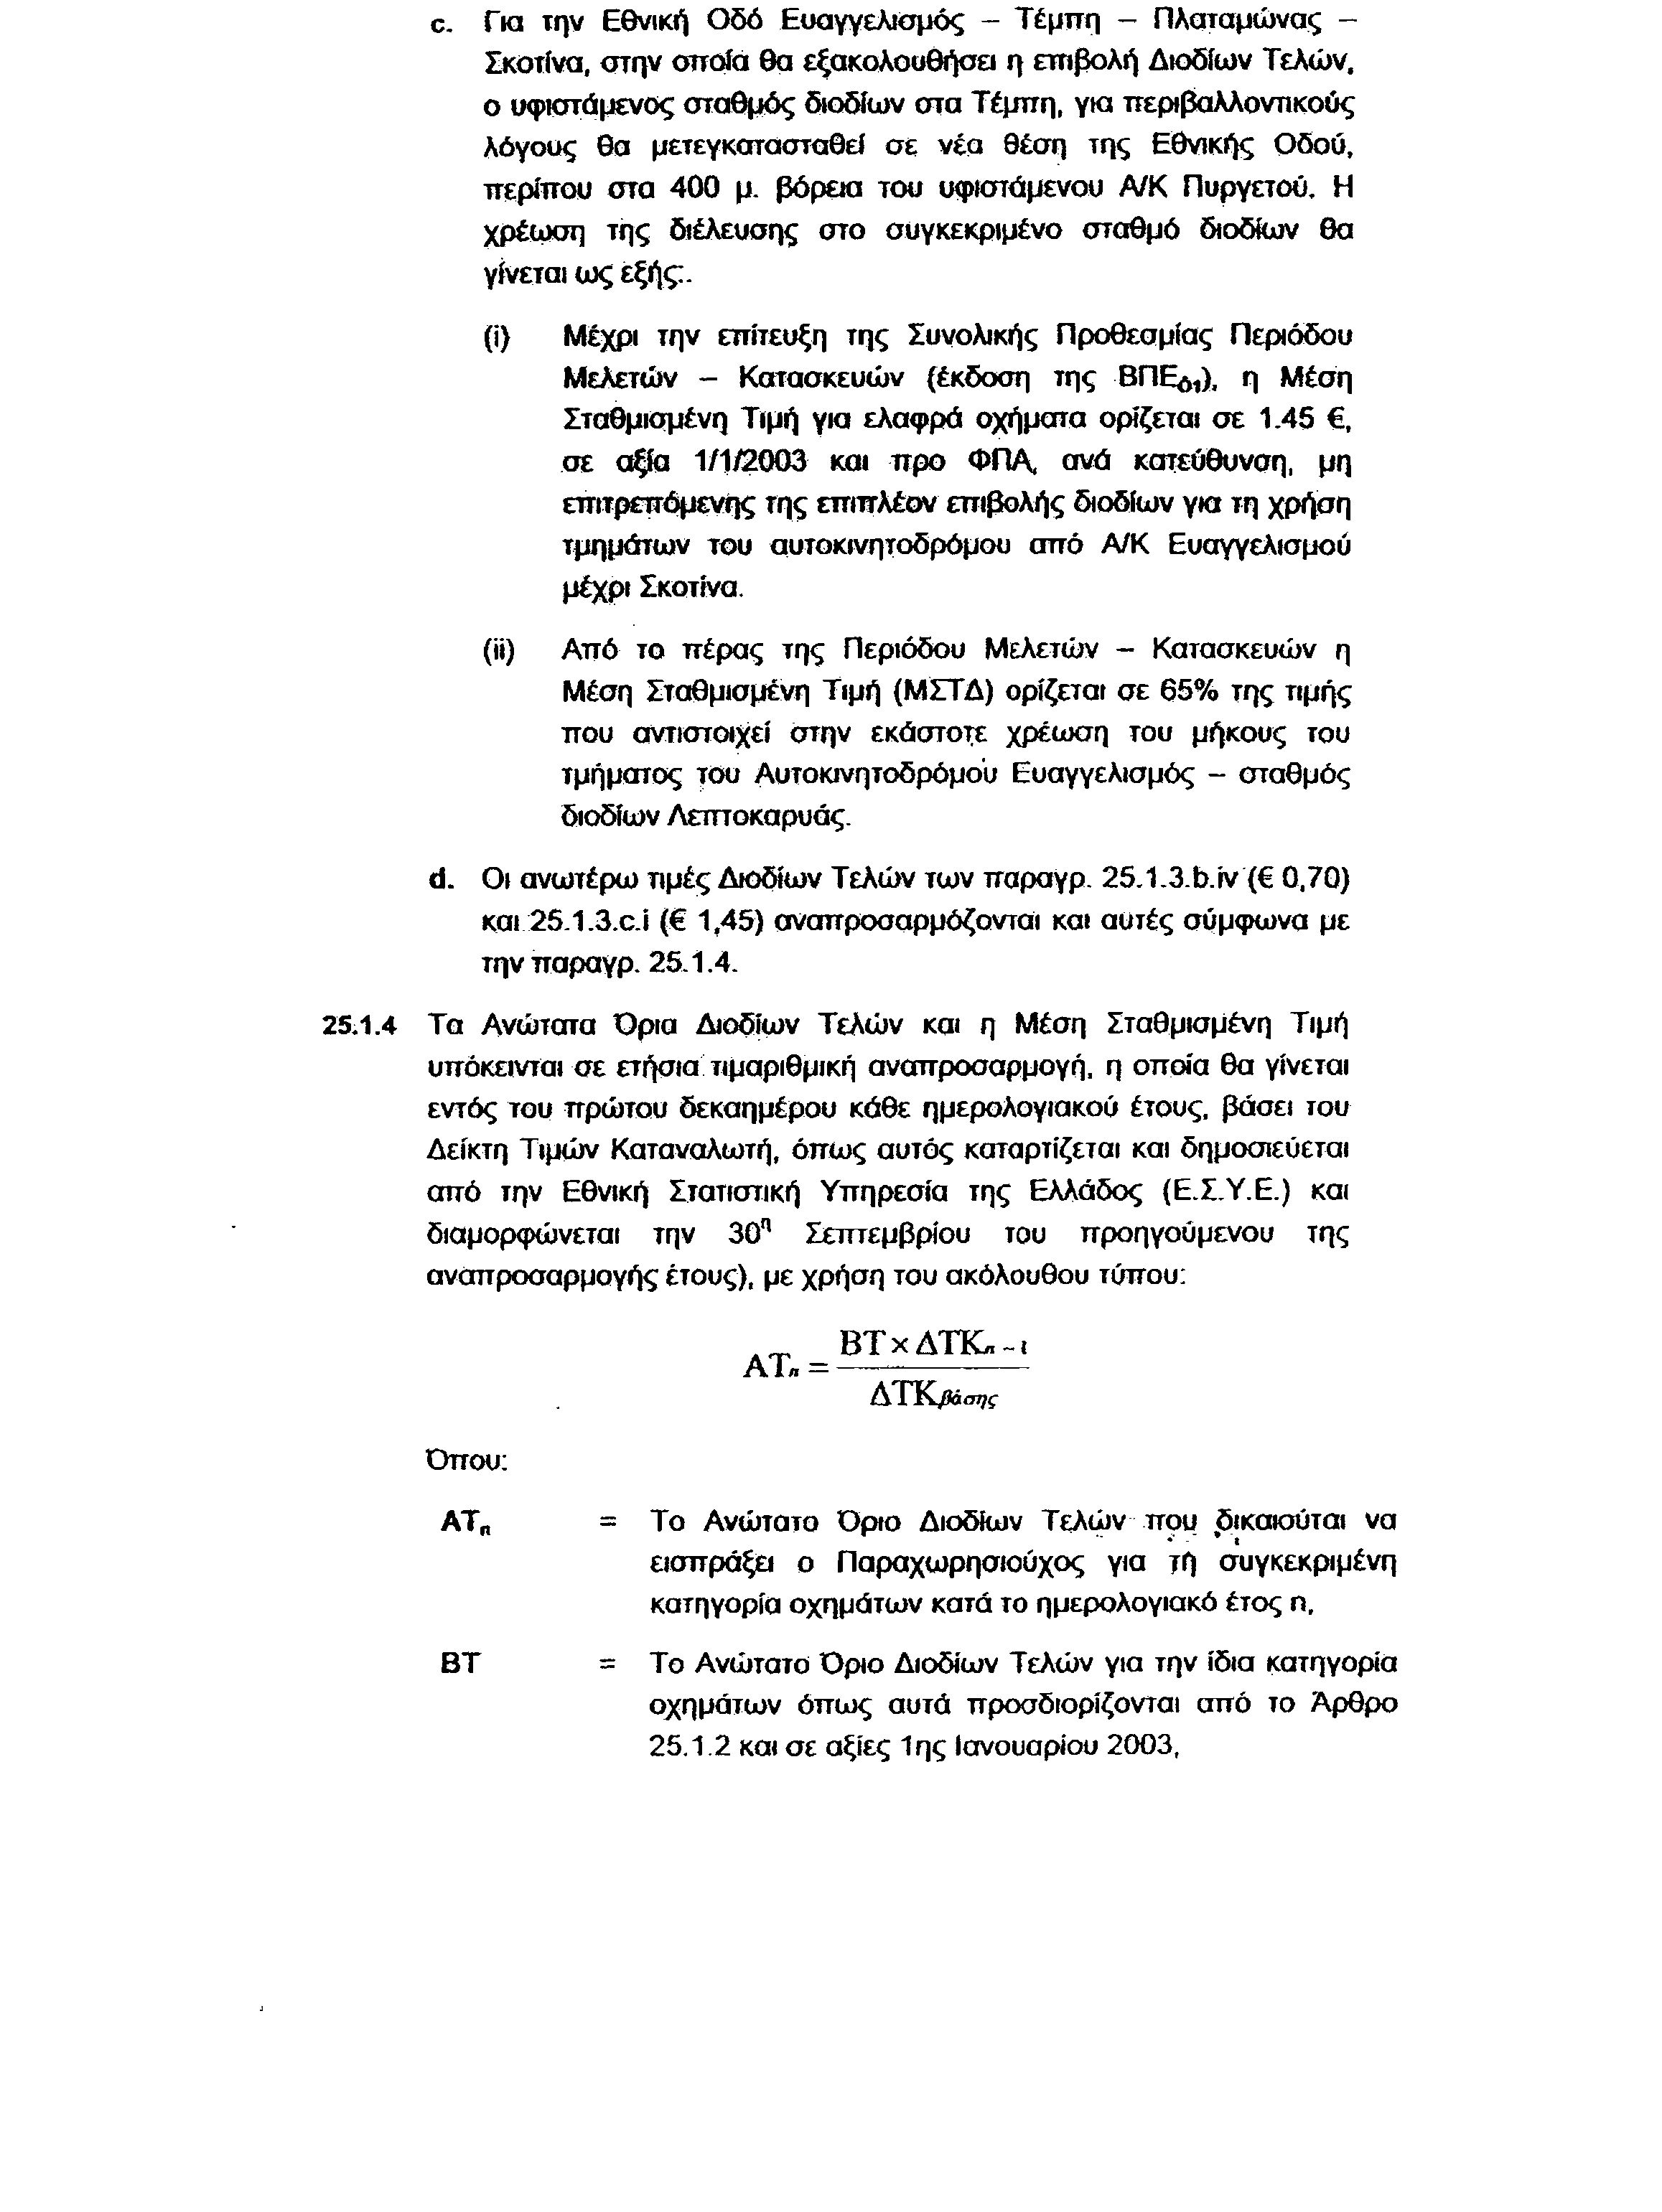 c. Για την Εθνική Οδό Ευαγγελισμός – Τέμπη – Πλαταμώνας –
Σκοτίνα, στην οποία θα εξακολουθήσει η επιβολή Διοδίων Τελών,
ο υφιστάμενος σταθμός διοδίων στα Τέμπη, για περιβαλλοντικούς
λόγους θα μετεγκατασταθεί σε νέα θέση της Εθνικής Οδού,
περίπου στα 400 μ. βόρεια του υφιστάμενου Α/Κ Πυργετού. Η
χρέωση της διέλευσης στο συγκεκριμένο σταθμό διοδίων θα
γίνεται ως εξής:.
(i) Μέχρι την επίτευξη της Συνολικής Προθεσμίας Περιόδου
Μελετών – Κατασκευών (έκδοση της ΒΠΕΔ1), η Μέση
Σταθμισμένη Τιμή για ελαφρά οχήματα ορίζεται σε 1.45 €,
σε αξία 1/1/2003 και προ ΦΠΑ, ανά κατεύθυνση, μη
επιτρεπόμενης της επιπλέον επιβολής διοδίων για τη χρήση
τμημάτων του αυτοκινητοδρόμου από Α/Κ Ευαγγελισμού
μέχρι Σκοτίνα.
(ii) Από το πέρας της Περιόδου Μελετών – Κατασκευών η
Μέση Σταθμισμένη Τιμή (ΜΣΤΔ) ορίζεται σε 65% της τιμής
που αντιστοιχεί στην εκάστοτε χρέωση του μήκους του
τμήματος του Αυτοκινητοδρόμου Ευαγγελισμός – σταθμός
διοδίων Λεπτοκαρυάς.
d. Οι ανωτέρω τιμές Διοδίων Τελών των παραγρ. 25.1.3.b.iv (€ 0,70)
και 25.1.3.c.i (€ 1,45) αναπροσαρμόζονται και αυτές σύμφωνα με
την παραγρ. 25.1.4.
25.1.4 Τα Ανώτατα Όρια Διοδίων Τελών και η Μέση Σταθμισμένη Τιμή
υπόκεινται σε ετήσια τιμαριθμική αναπροσαρμογή, η οποία θα γίνεται
εντός του πρώτου δεκαημέρου κάθε ημερολογιακού έτους, βάσει του
Δείκτη Τιμών Καταναλωτή, όπως αυτός καταρτίζεται και δημοσιεύεται
από την Εθνική Στατιστική Υπηρεσία της Ελλάδος (Ε.Σ.Υ.Ε.) και
διαμορφώνεται την 30η Σεπτεμβρίου του προηγούμενου της
αναπροσαρμογής έτους), με χρήση του ακόλουθου τύπου:
ΑΤn = ΒΤ x ΔΤΚn – 1
ΔΤΚβάσης
Όπου:
ΑΤn = Το Ανώτατο Όριο Διοδίων Τελών που δικαιούται να
εισπράξει ο Παραχωρησιούχος για τη συγκεκριμένη
κατηγορία οχημάτων κατά το ημερολογιακό έτος n,
ΒΤ = Το Ανώτατο Όριο Διοδίων Τελών για την ίδια κατηγορία
οχημάτων όπως αυτά προσδιορίζονται από το Άρθρο
25.1.2 και σε αξίες 1ης Ιανουαρίου 2003,